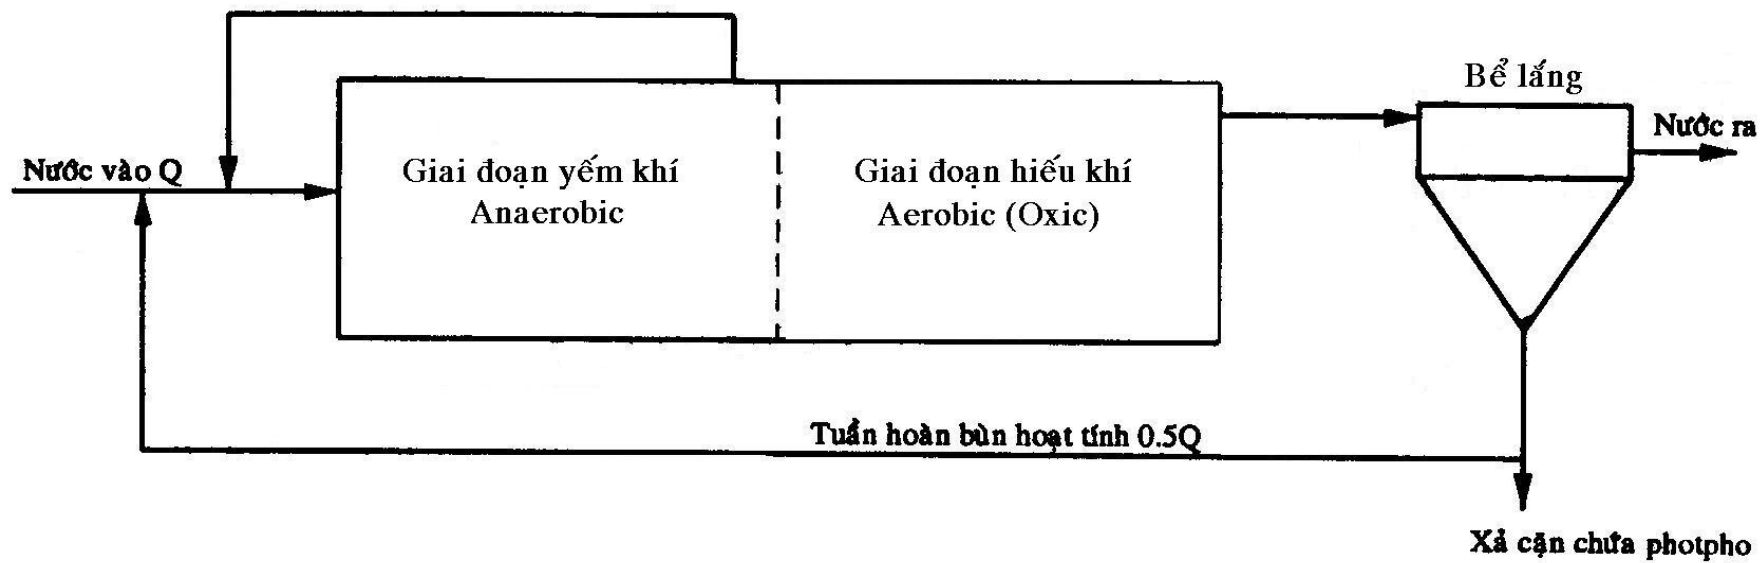 Bể lắng
Nước ra
Nước vào Q
Giai đoạn yếm khí
Anaerobic
Giai đoạn hiếu khí
Aerobic (Oxic)
Tuần hoàn bùn hoạt tính 0.5Q
Xả cặn chứa photpho